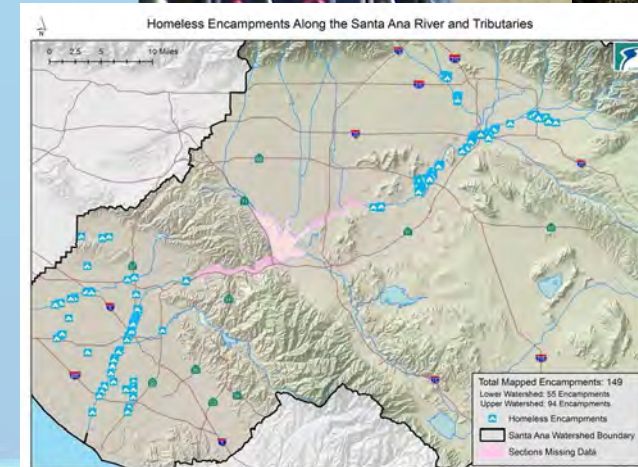 Homeless Encampments Along the Santa Ana River and Tributaries
N
0 2.5 5 10 Miles
Total Mapped Encampments: 149
Lower Watershed: 55 Encampments
Upper Watershed: 94 Encampments
Homeless Encampments
Santa Ana Watershed Boundary
Sections Missing Data